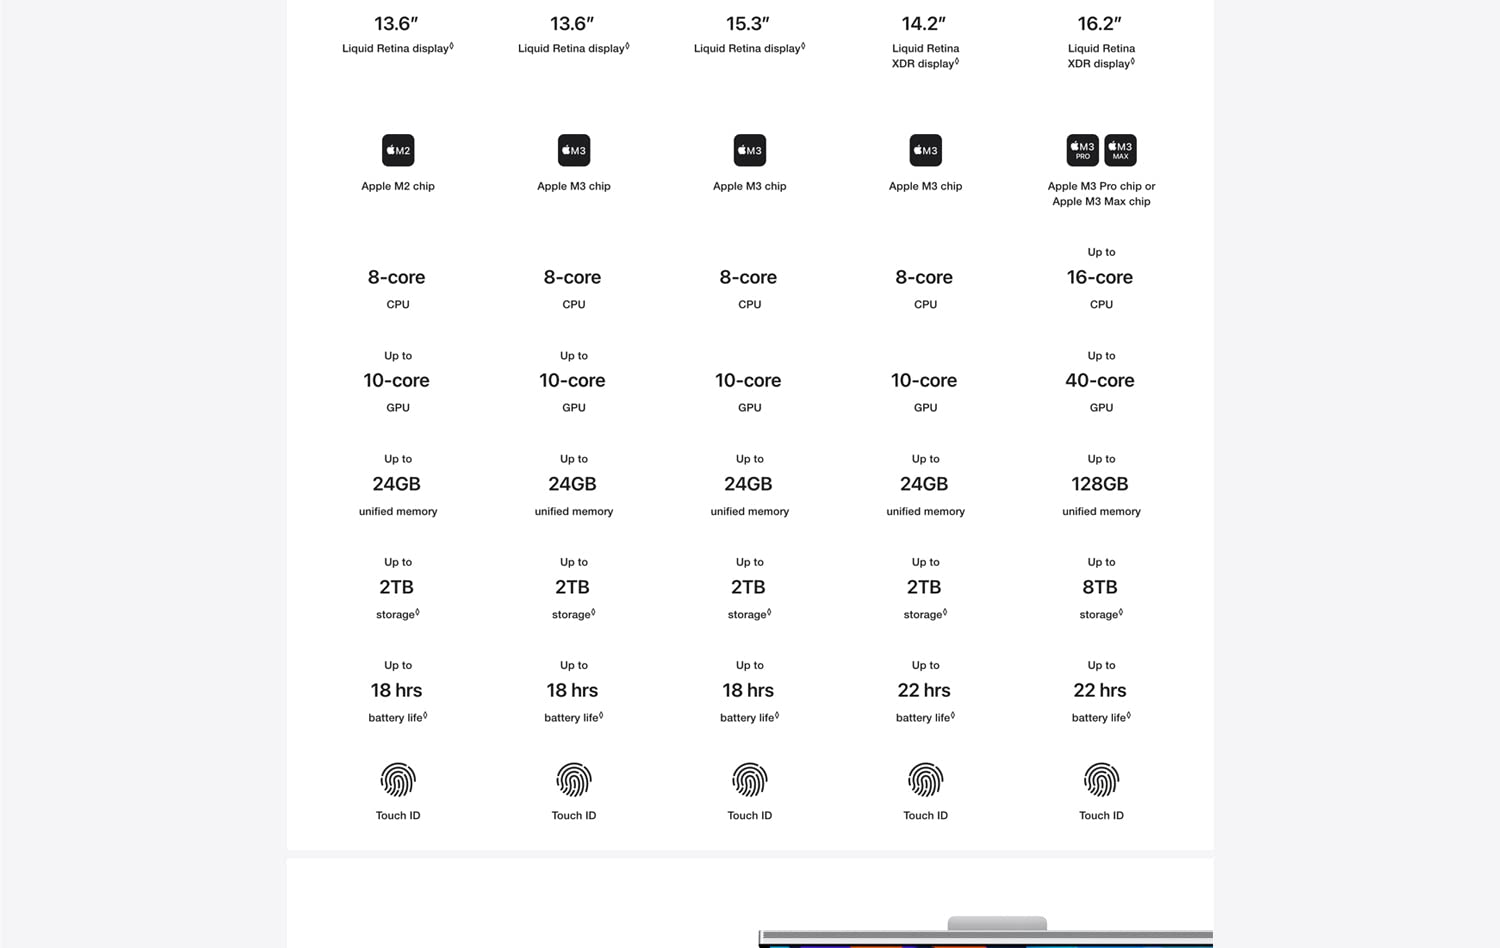 13.6″ 13.6″ 15.3″ 14.2″ 16.2″
Liquid Retina display◊ Liquid Retina display◊ Liquid Retina display◊ Liquid Retina Liquid Retina
XDR display◊ XDR display◊
M2 M3 M3 M3 M3 M3
PRO MAX
Apple M2 chip Apple M3 chip Apple M3 chip Apple M3 chip Apple M3 Pro chip or
Apple M3 Max chip
Up to
8-core 8-core 8-core 8-core 16-core
CPU CPU CPU CPU CPU
Up to Up to Up to
10-core 10-core 10-core 10-core 40-core
GPU GPU GPU GPU GPU
Up to Up to Up to Up to Up to
24GB 24GB 24GB 24GB 128GB
unified memory unified memory unified memory unified memory unified memory
Up to Up to Up to Up to Up to
2TB 2TB 2TB 2TB 8TB
storage◊ storage◊ storage◊ storage◊ storage◊
Up to Up to Up to Up to Up to
18 hrs 18 hrs 18 hrs 22 hrs 22 hrs
battery life◊ battery life◊ battery life◊ battery life◊ battery life◊
Touch ID Touch ID Touch ID Touch ID Touch ID